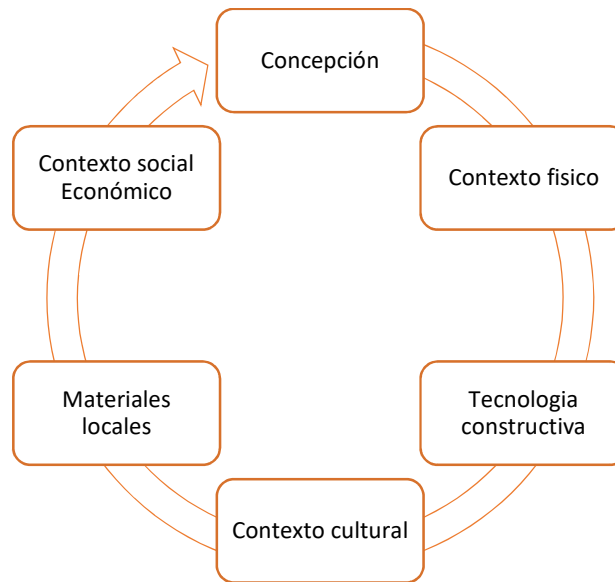 Concepción
Contexto fisico
Tecnologia
constructiva
Contexto cultural
Materiales
locales
Contexto social
Económico